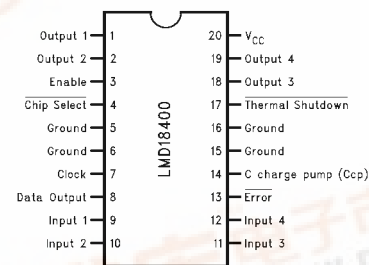 Output 1 1 20 VCC
Output 2 2 19 Output 4
Enable 3 18 Output 3
Chip Select 4 17 Thermal Shutdown
Ground 5 16 Ground
Ground 6 15 Ground
Clock 7 14 C charge pump (Ccp)
Data Output 8 13 Error
Input 1 9 12 Input 4
Input 2 10 11 Input 3
LMD18400